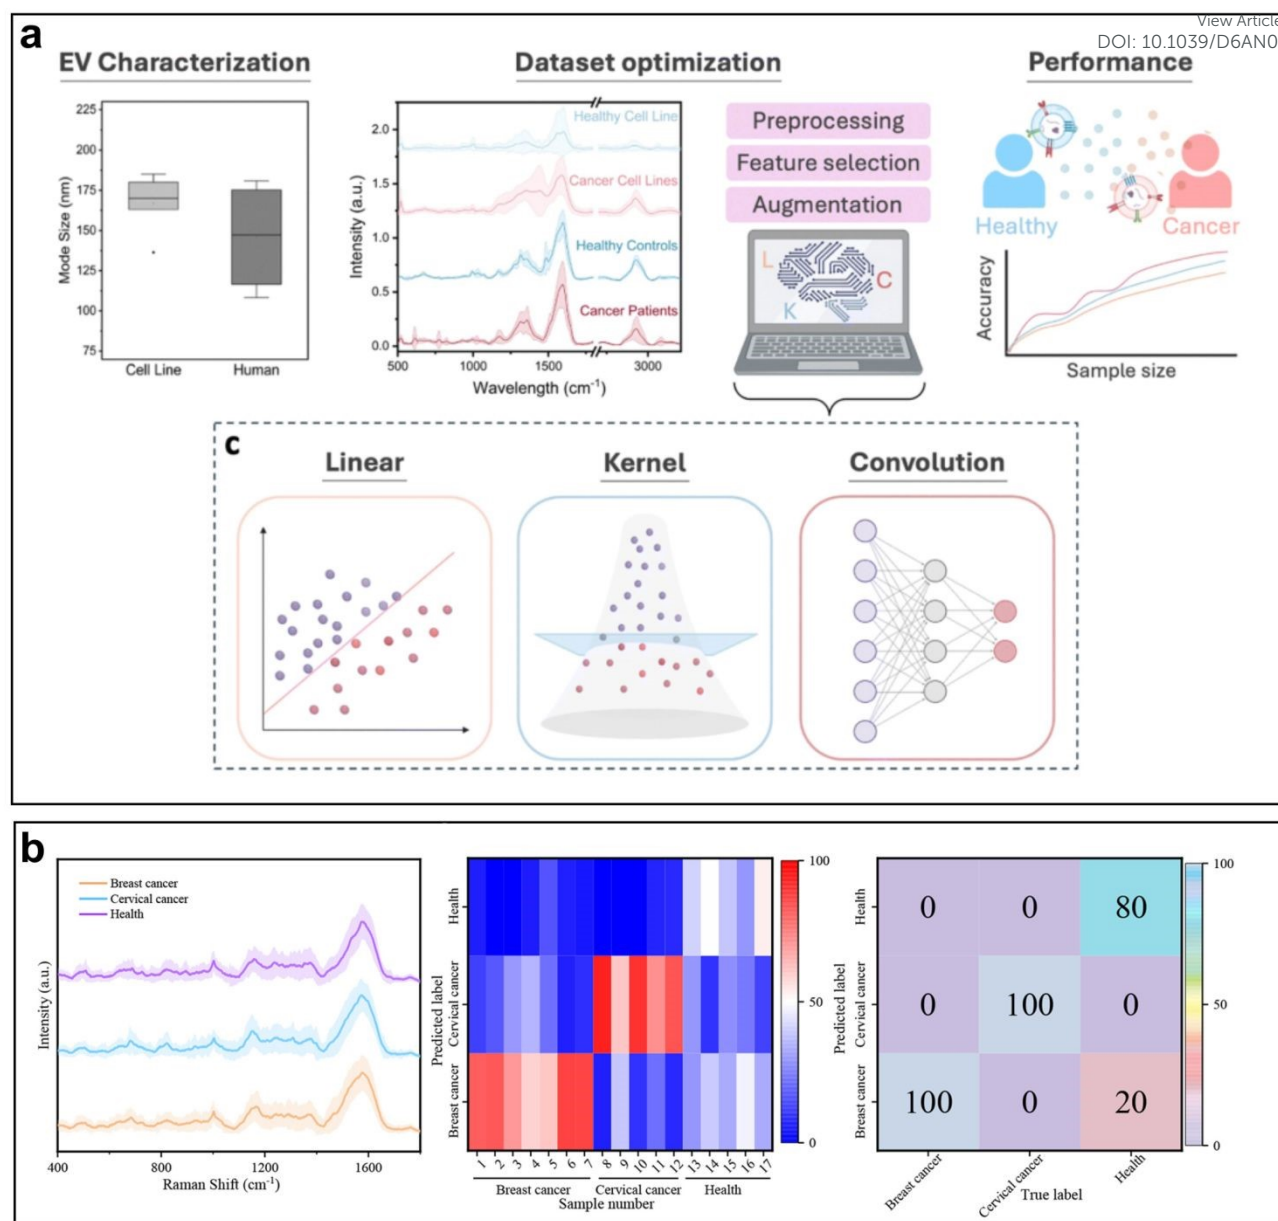 View Article
DOI: 10.1039/D6AN0
a
EV Characterization
Dataset optimization
Performance
225
200
175
150
125
100
75
Mode Size (nm)
Cell Line
Human
2.0
1.5
1.0
0.5
0.0
Intensity (a.u.)
Healthy Cell Line
Cancer Cell Lines
Healthy Controls
Cancer Patients
500
1000
1500
3000
Wavelength (cm-1)
Preprocessing
Feature selection
Augmentation
L
C
K
Healthy
Cancer
Accuracy
Sample size
c
Linear
Kernel
Convolution
b
Breast cancer
Cervical cancer
Health
Intensity (a.u.)
400
800
1200
1600
Raman Shift (cm-1)
Predicted label
Health
Cervical cancer
Breast cancer
1 2 3 4 5 6 7 8 9 10 11 12 13 14 15 16 17
Breast cancer Cervical cancer Health
Sample number
100
50
0
Predicted label
Health
Cervical cancer
Breast cancer
0 0 80
0 100 0
100 0 20
Breast cancer
Cervical cancer
Health
True label
100
50
0